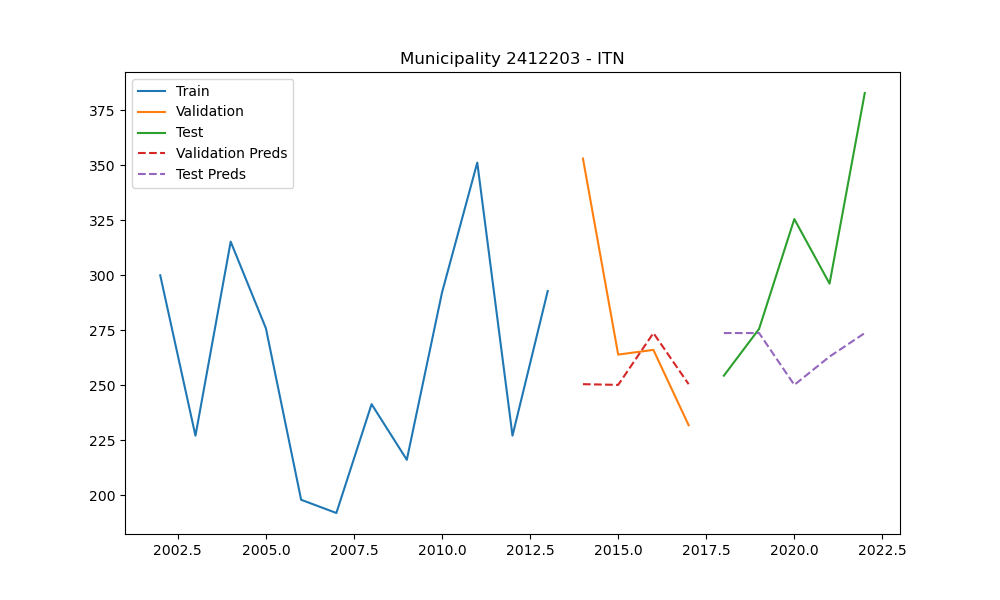 Municipality 2412203 - ITN
Train
Validation
Test
Validation Preds
Test Preds
375
350
325
300
275
250
225
200
2002.5 2005.0 2007.5 2010.0 2012.5 2015.0 2017.5 2020.0 2022.5